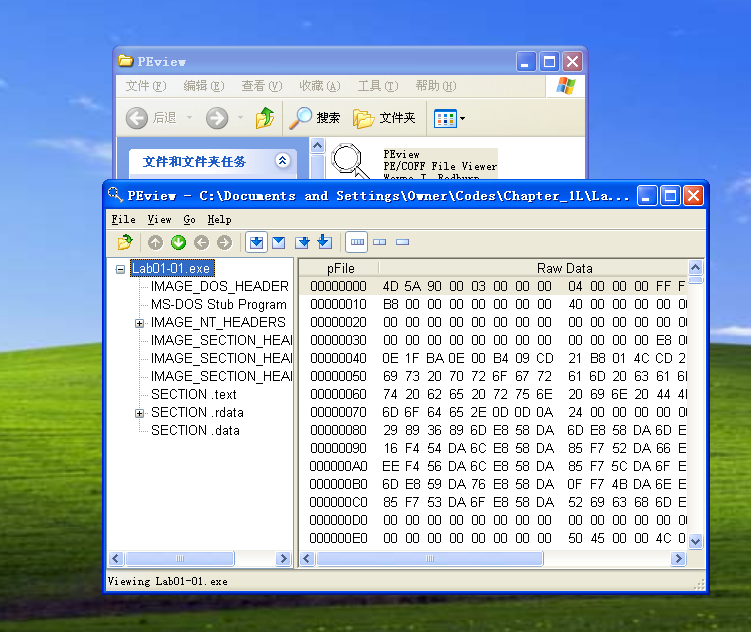 PEview
文件(F) 编辑(E) 查看(V) 收藏(A) 工具(T) 帮助(H)
后退 搜索 文件夹
文件和文件夹任务
PEview
PE/COFF File Viewer
Wayne J. Radburn
PEview - C:\Documents and Settings\Owner\Codes\Chapter_1L\La...
File View Go Help
Lab01-01.exe
IMAGE_DOS_HEADER
MS-DOS Stub Program
IMAGE_NT_HEADERS
IMAGE_SECTION_HEA
IMAGE_SECTION_HEA
IMAGE_SECTION_HEA
SECTION .text
SECTION .rdata
SECTION .data
pFile Raw Data
00000000 4D 5A 90 00 03 00 00 00 04 00 00 00 FF F
00000010 B8 00 00 00 00 00 00 00 40 00 00 00 00 0
00000020 00 00 00 00 00 00 00 00 00 00 00 00 00 0
00000030 00 00 00 00 00 00 00 00 00 00 00 00 E8 0
00000040 0E 1F BA 0E 00 B4 09 CD 21 B8 01 4C CD 2
00000050 69 73 20 70 72 6F 67 72 61 6D 20 63 61 6
00000060 74 20 62 65 20 72 75 6E 20 69 6E 20 44 4
00000070 6D 6F 64 65 2E 0D 0D 0A 24 00 00 00 00 0
00000080 29 89 36 89 6D E8 58 DA 6D E8 58 DA 6D E
00000090 16 F4 54 DA 6C E8 58 DA 85 F7 52 DA 66 E
000000A0 EE F4 56 DA 6C E8 58 DA 85 F7 5C DA 6F E
000000B0 6D E8 59 DA 76 E8 58 DA 0F F7 4B DA 6E E
000000C0 85 F7 53 DA 6F E8 58 DA 52 69 63 68 6D E
000000D0 00 00 00 00 00 00 00 00 00 00 00 00 00 0
000000E0 00 00 00 00 00 00 00 00 50 45 00 00 4C 0
Viewing Lab01-01.exe